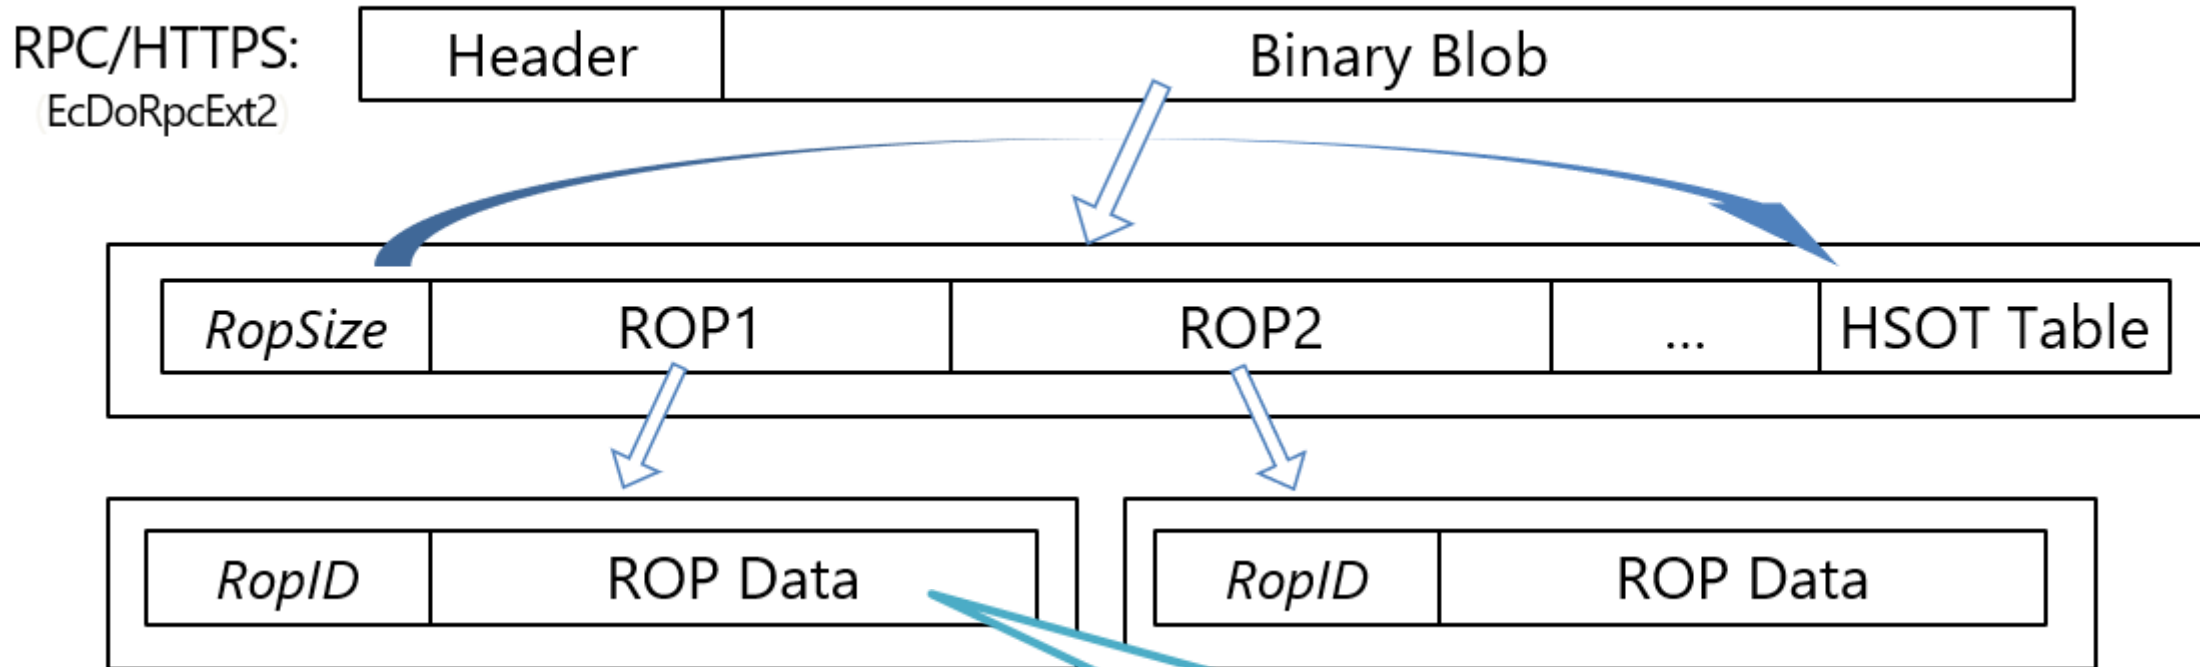 RPC/HTTPS:
(EcDoRpcExt2)
Header
Binary Blob
RopSize
ROP1
ROP2
...
HSOT Table
RopID
ROP Data
RopID
ROP Data